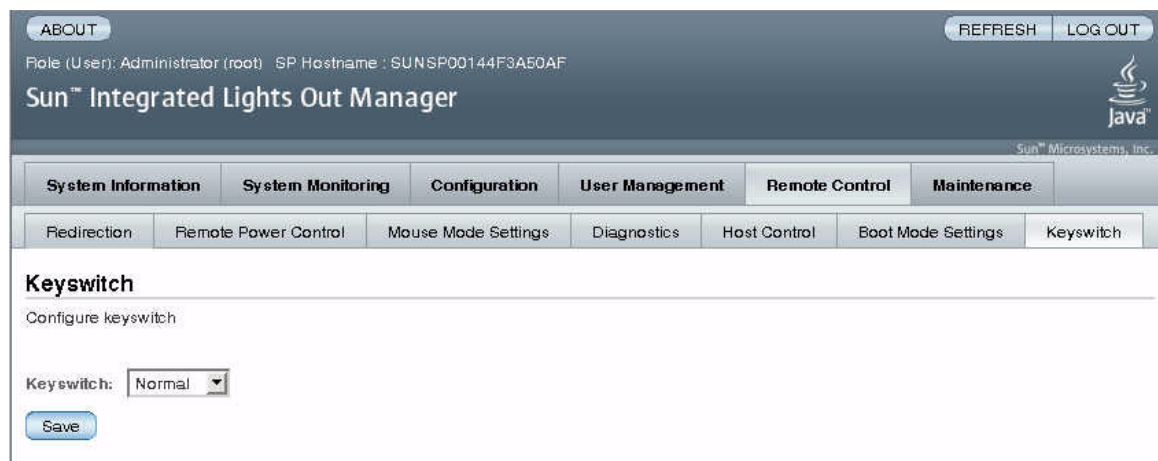 ABOUT REFRESH LOG OUT
Role (User): Administrator (root) SP Hostname : SUNSP00144F3A50AF
Sun™ Integrated Lights Out Manager
Java™
Sun™ Microsystems, Inc.
System Information System Monitoring Configuration User Management Remote Control Maintenance
Redirection Remote Power Control Mouse Mode Settings Diagnostics Host Control Boot Mode Settings Keyswitch
Keyswitch
Configure keyswitch
Keyswitch: Normal
Save